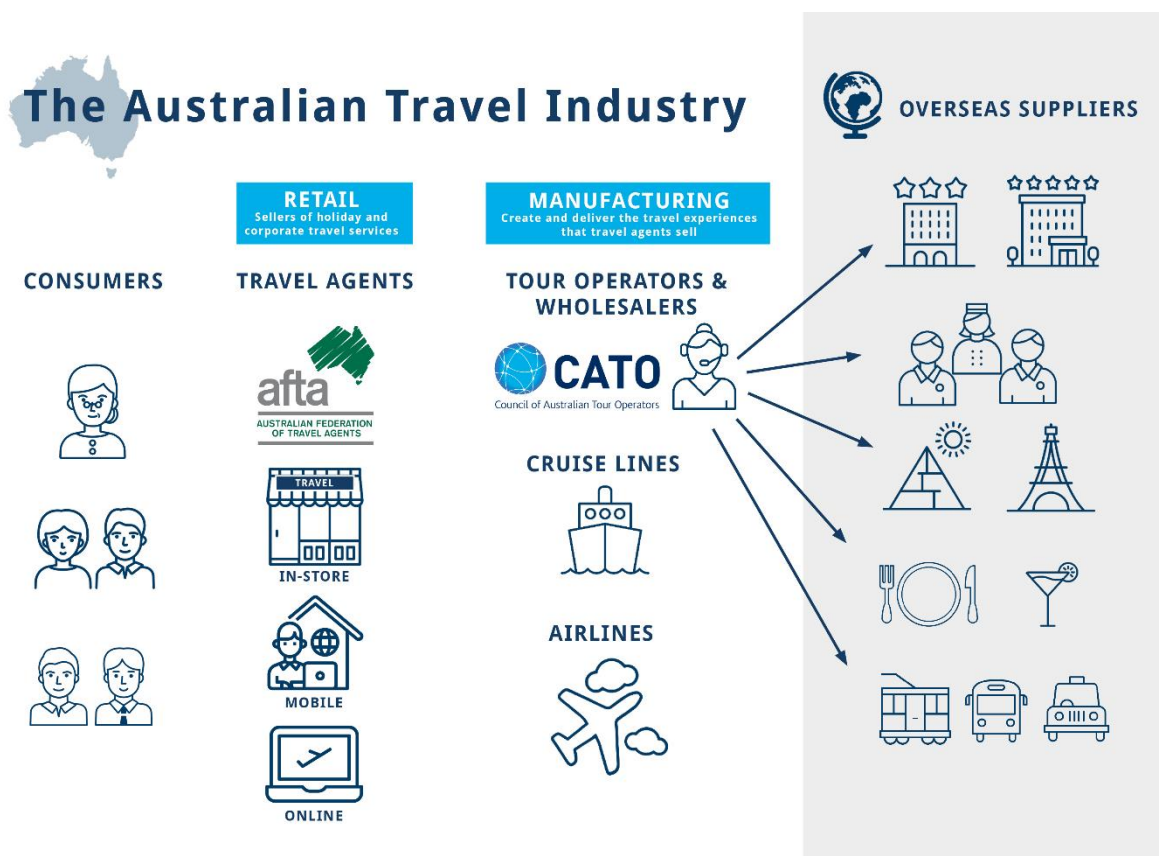 The Australian Travel Industry
OVERSEAS SUPPLIERS
RETAIL
Sellers of holiday and
corporate travel services
MANUFACTURING
Create and deliver the travel experiences
that travel agents sell
CONSUMERS
TRAVEL AGENTS
TOUR OPERATORS &
WHOLESALERS
afta
AUSTRALIAN FEDERATION
OF TRAVEL AGENTS
CATO
Council of Australian Tour Operators
TRAVEL
IN-STORE
CRUISE LINES
MOBILE
AIRLINES
ONLINE